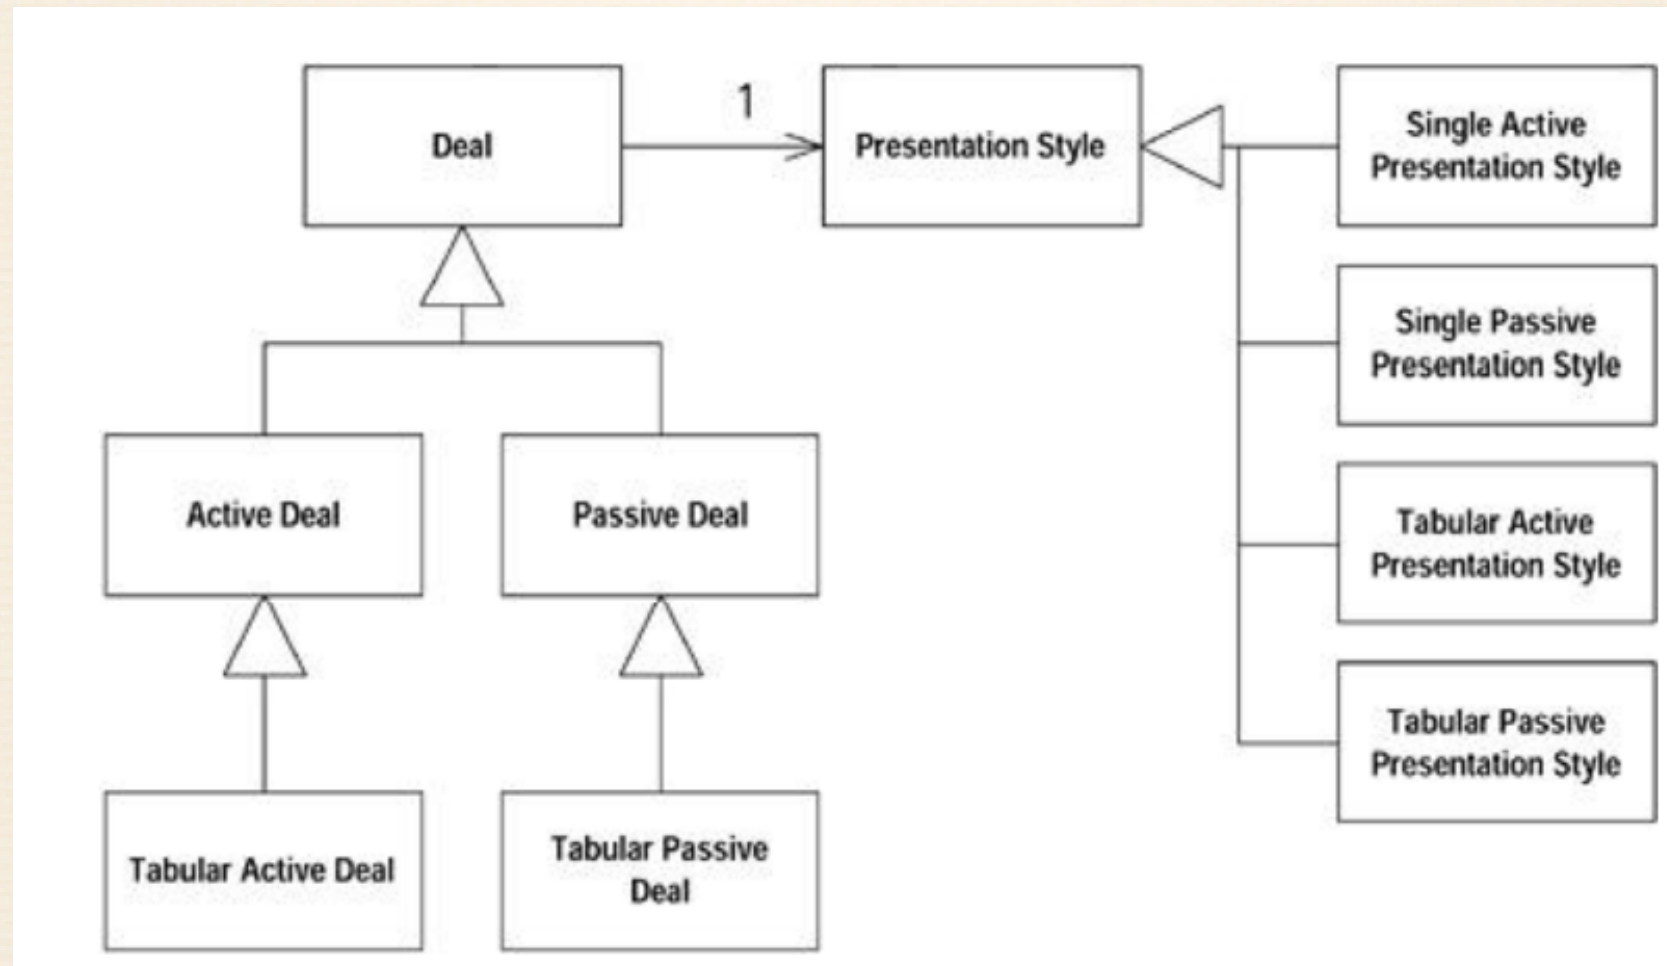 1
Deal
Presentation Style
Single Active
Presentation Style
Single Passive
Presentation Style
Active Deal
Passive Deal
Tabular Active
Presentation Style
Tabular Passive
Presentation Style
Tabular Active Deal
Tabular Passive
Deal